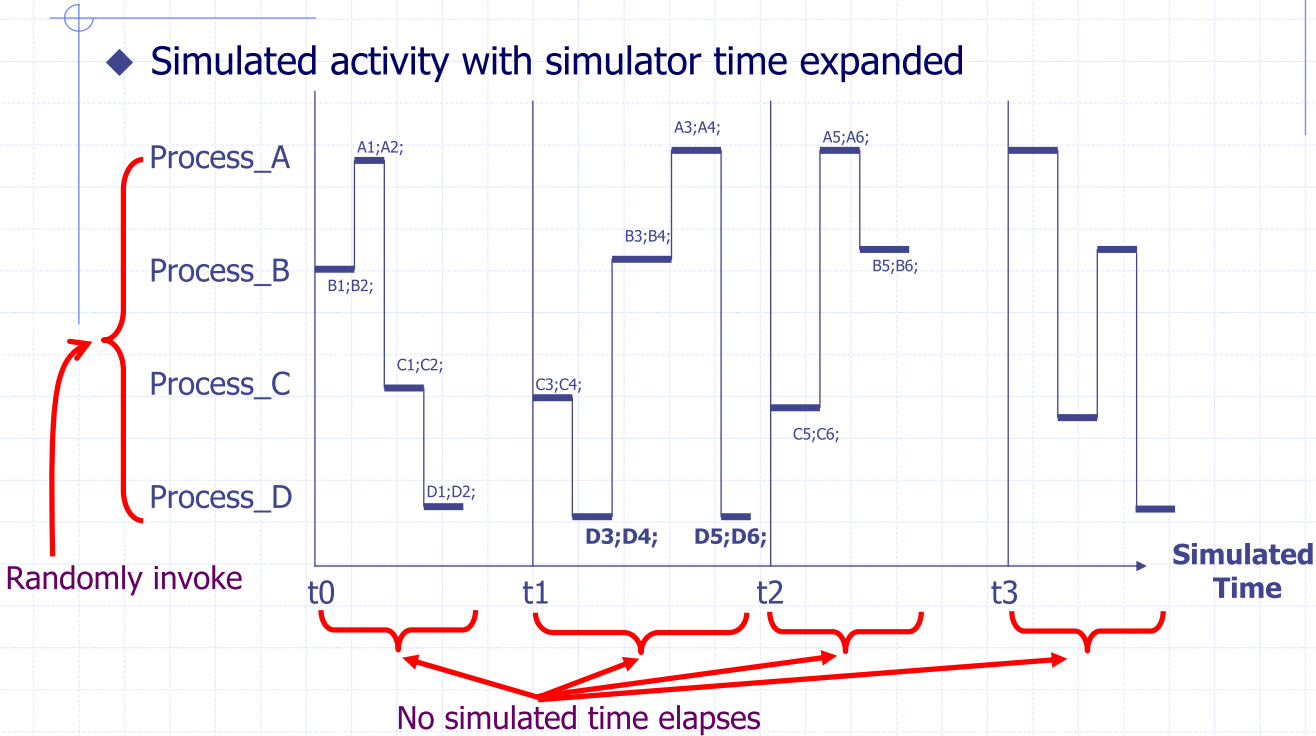 Simulated activity with simulator time expanded
Process_A
Process_B
Process_C
Process_D
A1;A2;
B1;B2;
C1;C2;
D1;D2;
C3;C4;
D3;D4;
B3;B4;
A3;A4;
D5;D6;
C5;C6;
A5;A6;
B5;B6;
Randomly invoke
t0
t1
t2
t3
Simulated
Time
No simulated time elapses